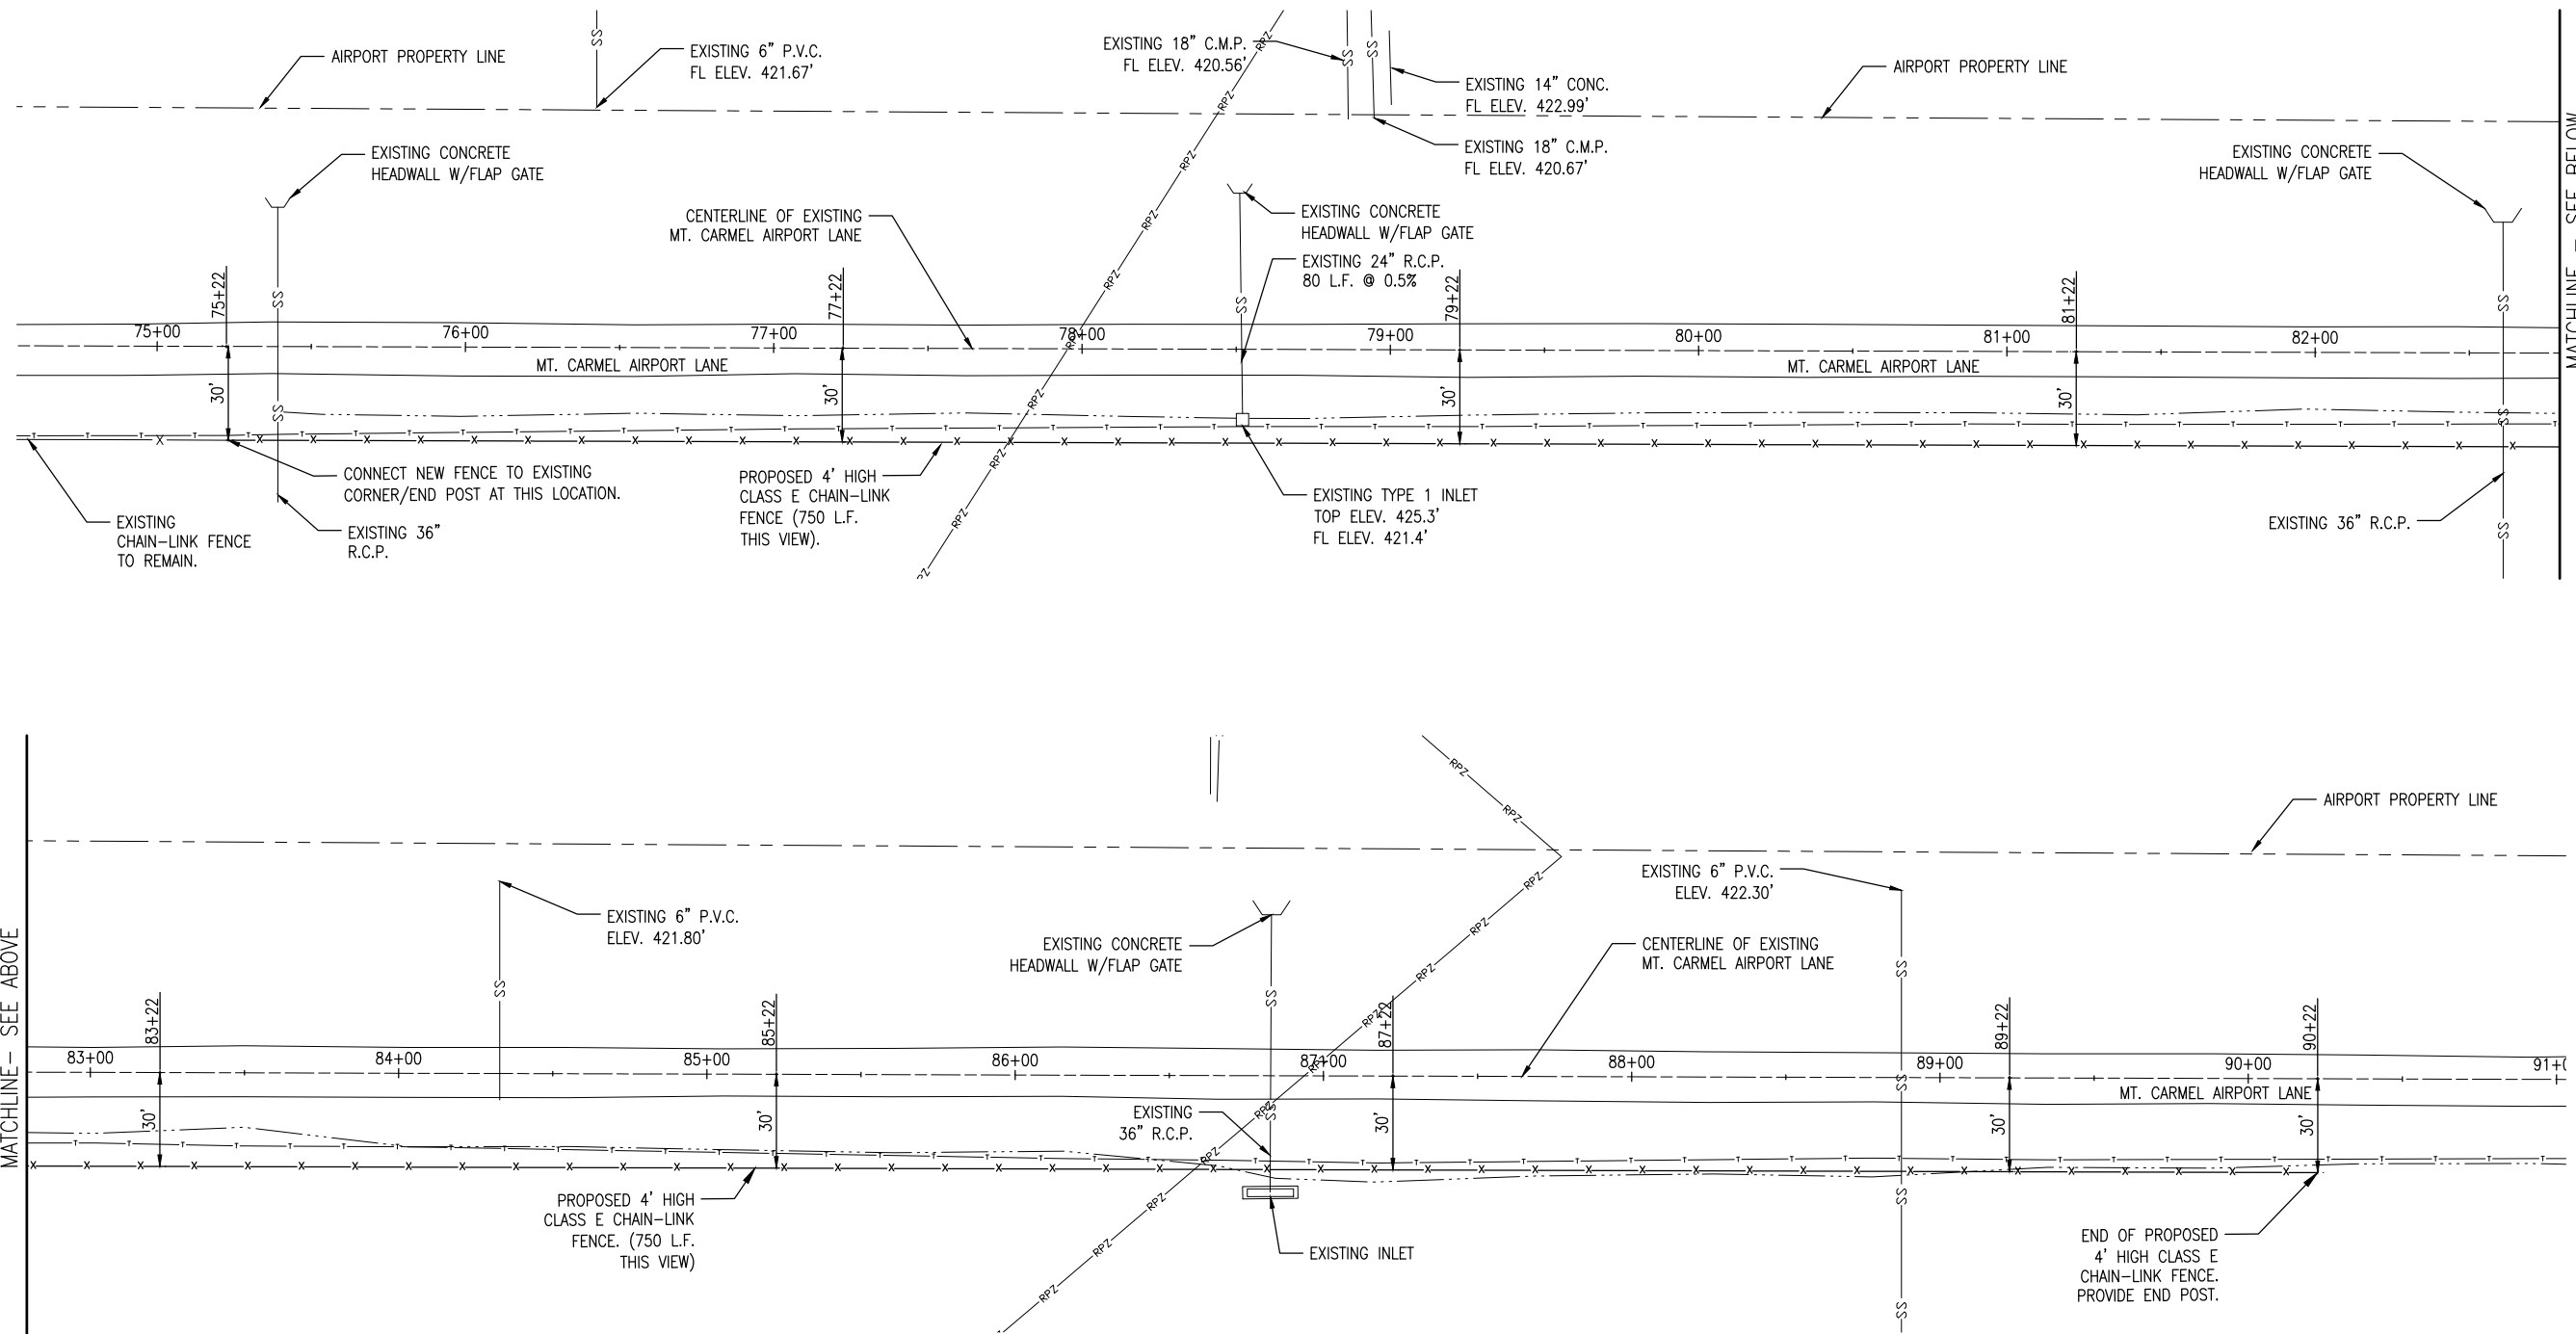 AIRPORT PROPERTY LINE
SS
EXISTING 6" P.V.C.
FL ELEV. 421.67'
EXISTING 18" C.M.P.
FL ELEV. 420.56'
RPZ
SS
SS
EXISTING 14" CONC.
FL ELEV. 422.99'
EXISTING 18" C.M.P.
FL ELEV. 420.67'
AIRPORT PROPERTY LINE
EXISTING CONCRETE
HEADWALL W/FLAP GATE
CENTERLINE OF EXISTING
MT. CARMEL AIRPORT LANE
EXISTING CONCRETE
HEADWALL W/FLAP GATE
EXISTING 24" R.C.P.
80 L.F. @ 0.5%
EXISTING CONCRETE
HEADWALL W/FLAP GATE
MATCHLINE - SEE BELOW
75+22
77+22
79+22
81+22
75+00
76+00
77+00
78+00
79+00
80+00
81+00
82+00
MT. CARMEL AIRPORT LANE
MT. CARMEL AIRPORT LANE
30'
30'
30'
30'
CONNECT NEW FENCE TO EXISTING
CORNER/END POST AT THIS LOCATION.
EXISTING
CHAIN-LINK FENCE
TO REMAIN.
EXISTING 36"
R.C.P.
PROPOSED 4' HIGH
CLASS E CHAIN-LINK
FENCE (750 L.F.
THIS VIEW).
EXISTING TYPE 1 INLET
TOP ELEV. 425.3'
FL ELEV. 421.4'
EXISTING 36" R.C.P.
MATCHLINE- SEE ABOVE
AIRPORT PROPERTY LINE
EXISTING 6" P.V.C.
ELEV. 421.80'
EXISTING CONCRETE
HEADWALL W/FLAP GATE
EXISTING 6" P.V.C.
ELEV. 422.30'
CENTERLINE OF EXISTING
MT. CARMEL AIRPORT LANE
83+22
85+22
87+22
89+22
90+22
83+00
84+00
85+00
86+00
87+00
88+00
89+00
90+00
MT. CARMEL AIRPORT LANE
30'
30'
30'
30'
30'
EXISTING
36" R.C.P.
PROPOSED 4' HIGH
CLASS E CHAIN-LINK
FENCE. (750 L.F.
THIS VIEW)
EXISTING INLET
END OF PROPOSED
4' HIGH CLASS E
CHAIN-LINK FENCE.
PROVIDE END POST.